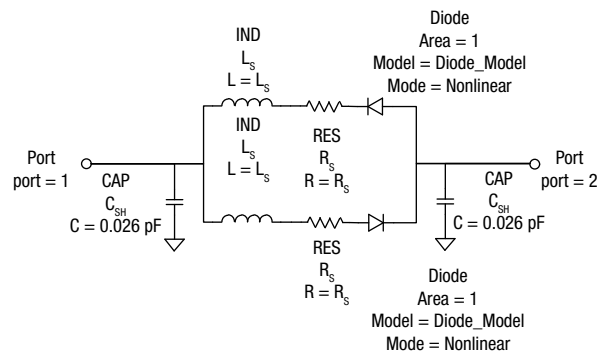 Diode
Area = 1
Model = Diode_Model
Mode = Nonlinear
IND
L_S
L = L_S
IND
L_S
L = L_S
RES
R_S
R = R_S
Port
port = 1
CAP
C_SH
C = 0.026 pF
Port
port = 2
CAP
C_SH
C = 0.026 pF
RES
R_S
R = R_S
Diode
Area = 1
Model = Diode_Model
Mode = Nonlinear